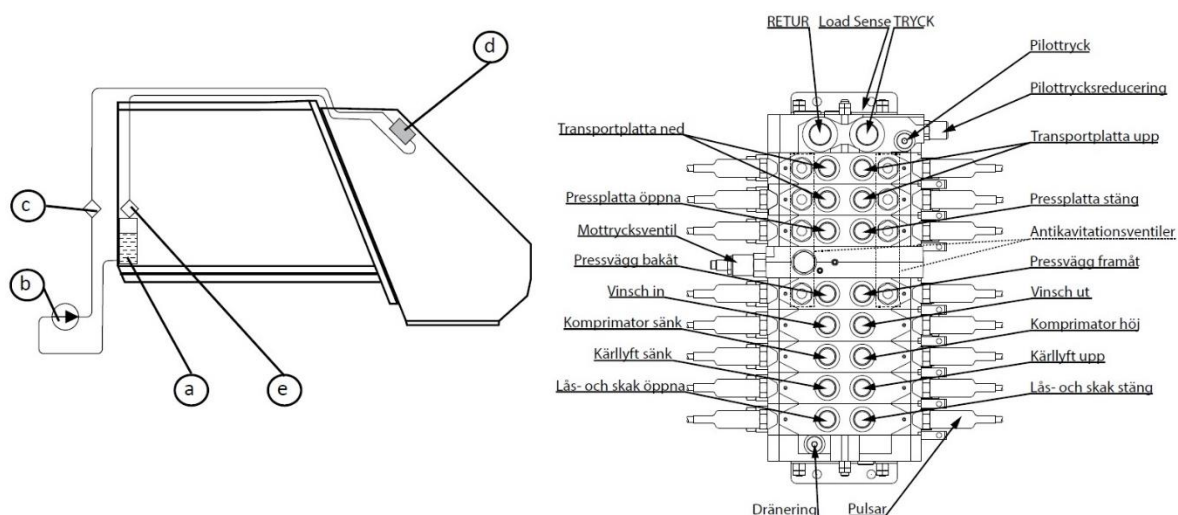 d
c
b
a
e
RETUR Load Sense TRYCK
Pilottryck
Pilottrycksreducering
Transportplatta ned
Transportplatta upp
Pressplatta öppna
Pressplatta stäng
Mottrycksventil
Antikavitationsventiler
Pressvägg bakåt
Pressvägg framåt
Vinsch in
Vinsch ut
Komprimator sänk
Komprimator höj
Kärllyft sänk
Kärllyft upp
Lås- och skak öppna
Lås- och skak stäng
Dränering
Pulsar